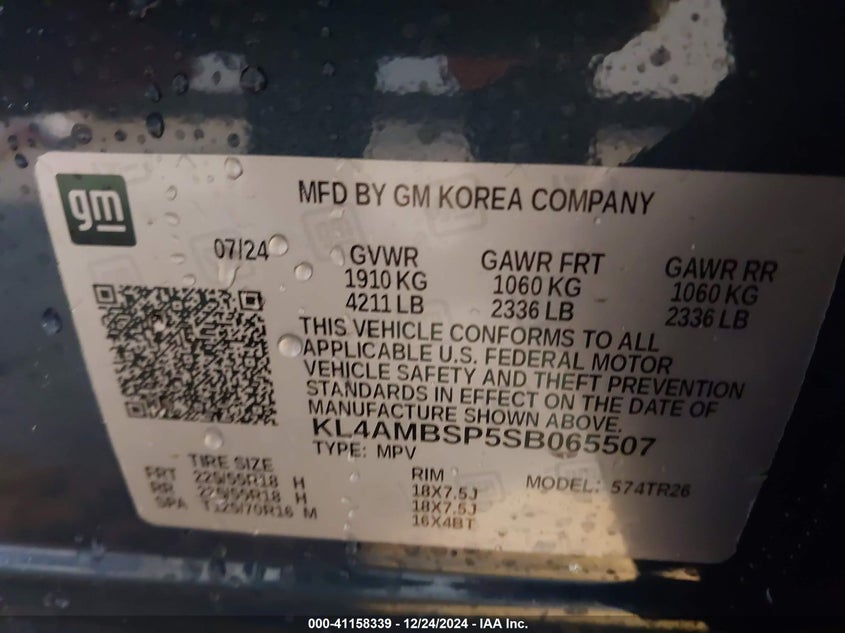 gm
MFD BY GM KOREA COMPANY
07/24
GVWR
1910 KG
4211 LB
GAWR FRT
1060 KG
2336 LB
GAWR RR
1060 KG
2336 LB
THIS VEHICLE CONFORMS TO ALL
APPLICABLE U.S. FEDERAL MOTOR
VEHICLE SAFETY AND THEFT PREVENTION
STANDARDS IN EFFECT ON THE DATE OF
MANUFACTURE SHOWN ABOVE.
KL4AMBSP5SB065507
TYPE: MPV
TIRE SIZE
FRT 225/55R18 H
RR 225/55R18 H
SPA T125/70R16 M
RIM
18X7.5J
18X7.5J
16X4BT
MODEL: 574TR26
000-41158339 - 12/24/2024 - IAA Inc.